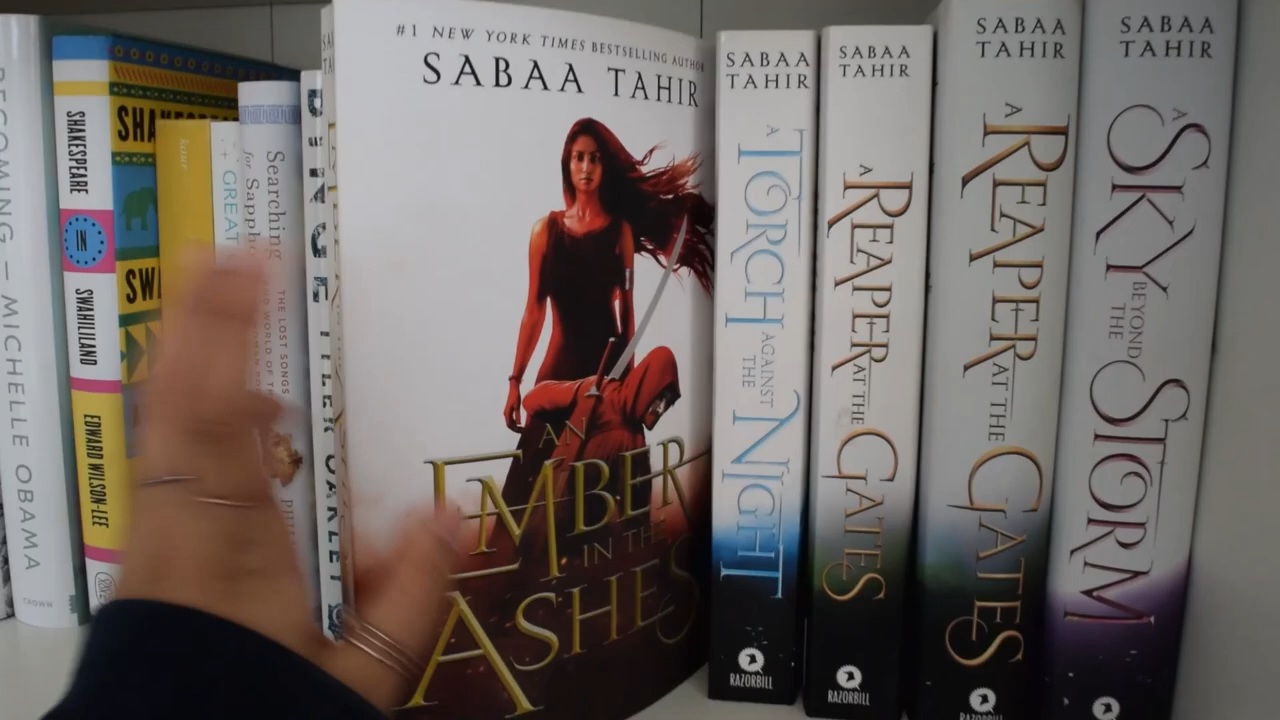 BECOMING — MICHELLE OBAMA
CROWN
SHAKESPEARE
IN
SWAHILILAND
EDWARD WILSON-LEE
GREAT
Searching
for Sappho
THE LOST SONGS
#1 NEW YORK TIMES BESTSELLING AUTHOR
SABAA TAHIR
AN
EMBER
IN THE
ASHES
SABAA
TAHIR
A
TORCH
AGAINST
THE
NIGHT
RAZORBILL
SABAA
TAHIR
A
REAPER
AT THE
GATES
RAZORBILL
SABAA
TAHIR
A
REAPER
AT THE
GATES
RAZORBILL
SABAA
TAHIR
A
SKY
BEYOND
THE
STORM